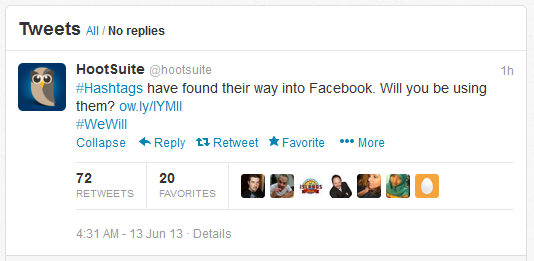 Tweets All / No replies
HootSuite @hootsuite 1h
#Hashtags have found their way into Facebook. Will you be using
them? ow.ly/lYMll
#WeWill
Collapse Reply Retweet Favorite More
72 20
RETWEETS FAVORITES
4:31 AM - 13 Jun 13 · Details